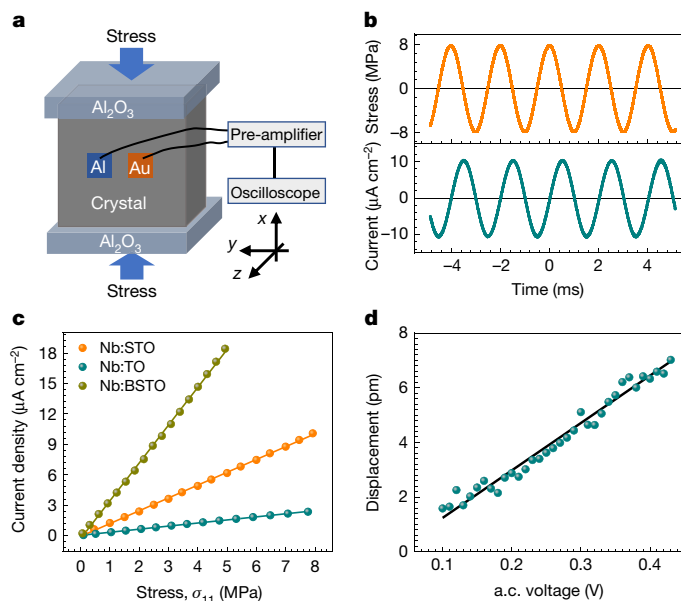 a
Stress
Al2O3
Al
Au
Crystal
Al2O3
Stress
Pre-amplifier
Oscilloscope
x
y
z
b
Stress (MPa)
8
0
−8
Current (μA cm−2)
10
0
−10
−4 −2 0 2 4
Time (ms)
c
Current density (μA cm−2)
18
15
12
9
6
3
0
Nb:STO
Nb:TO
Nb:BSTO
0 1 2 3 4 5 6 7 8
Stress, σ11 (MPa)
d
Displacement (pm)
8
6
4
2
0
0.1 0.2 0.3 0.4
a.c. voltage (V)